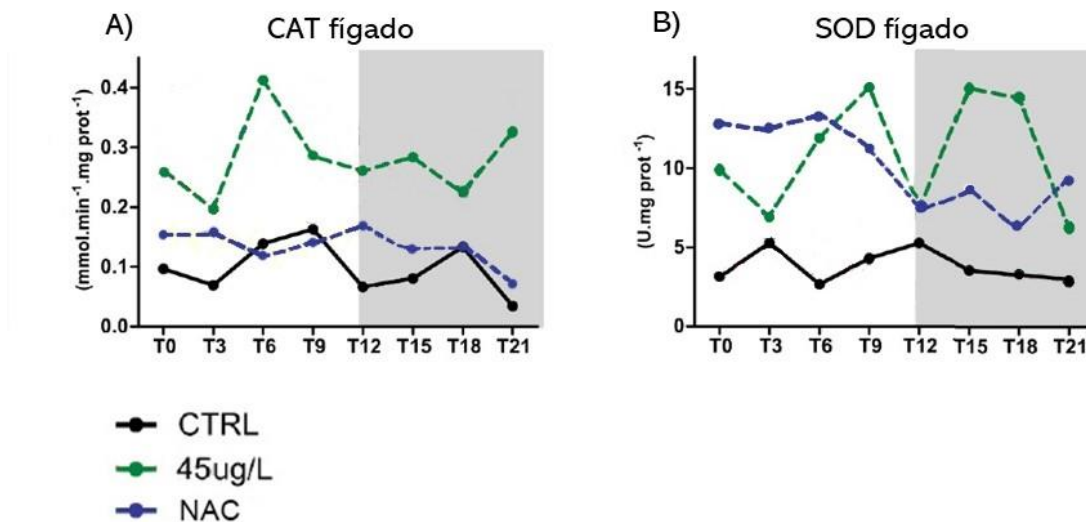 A)
CAT fígado
(mmol.min⁻¹.mg prot⁻¹)
0.4
0.3
0.2
0.1
0.0
T0 T3 T6 T9 T12 T15 T18 T21
B)
SOD fígado
(U.mg prot⁻¹)
15
10
5
0
T0 T3 T6 T9 T12 T15 T18 T21
CTRL
45ug/L
NAC